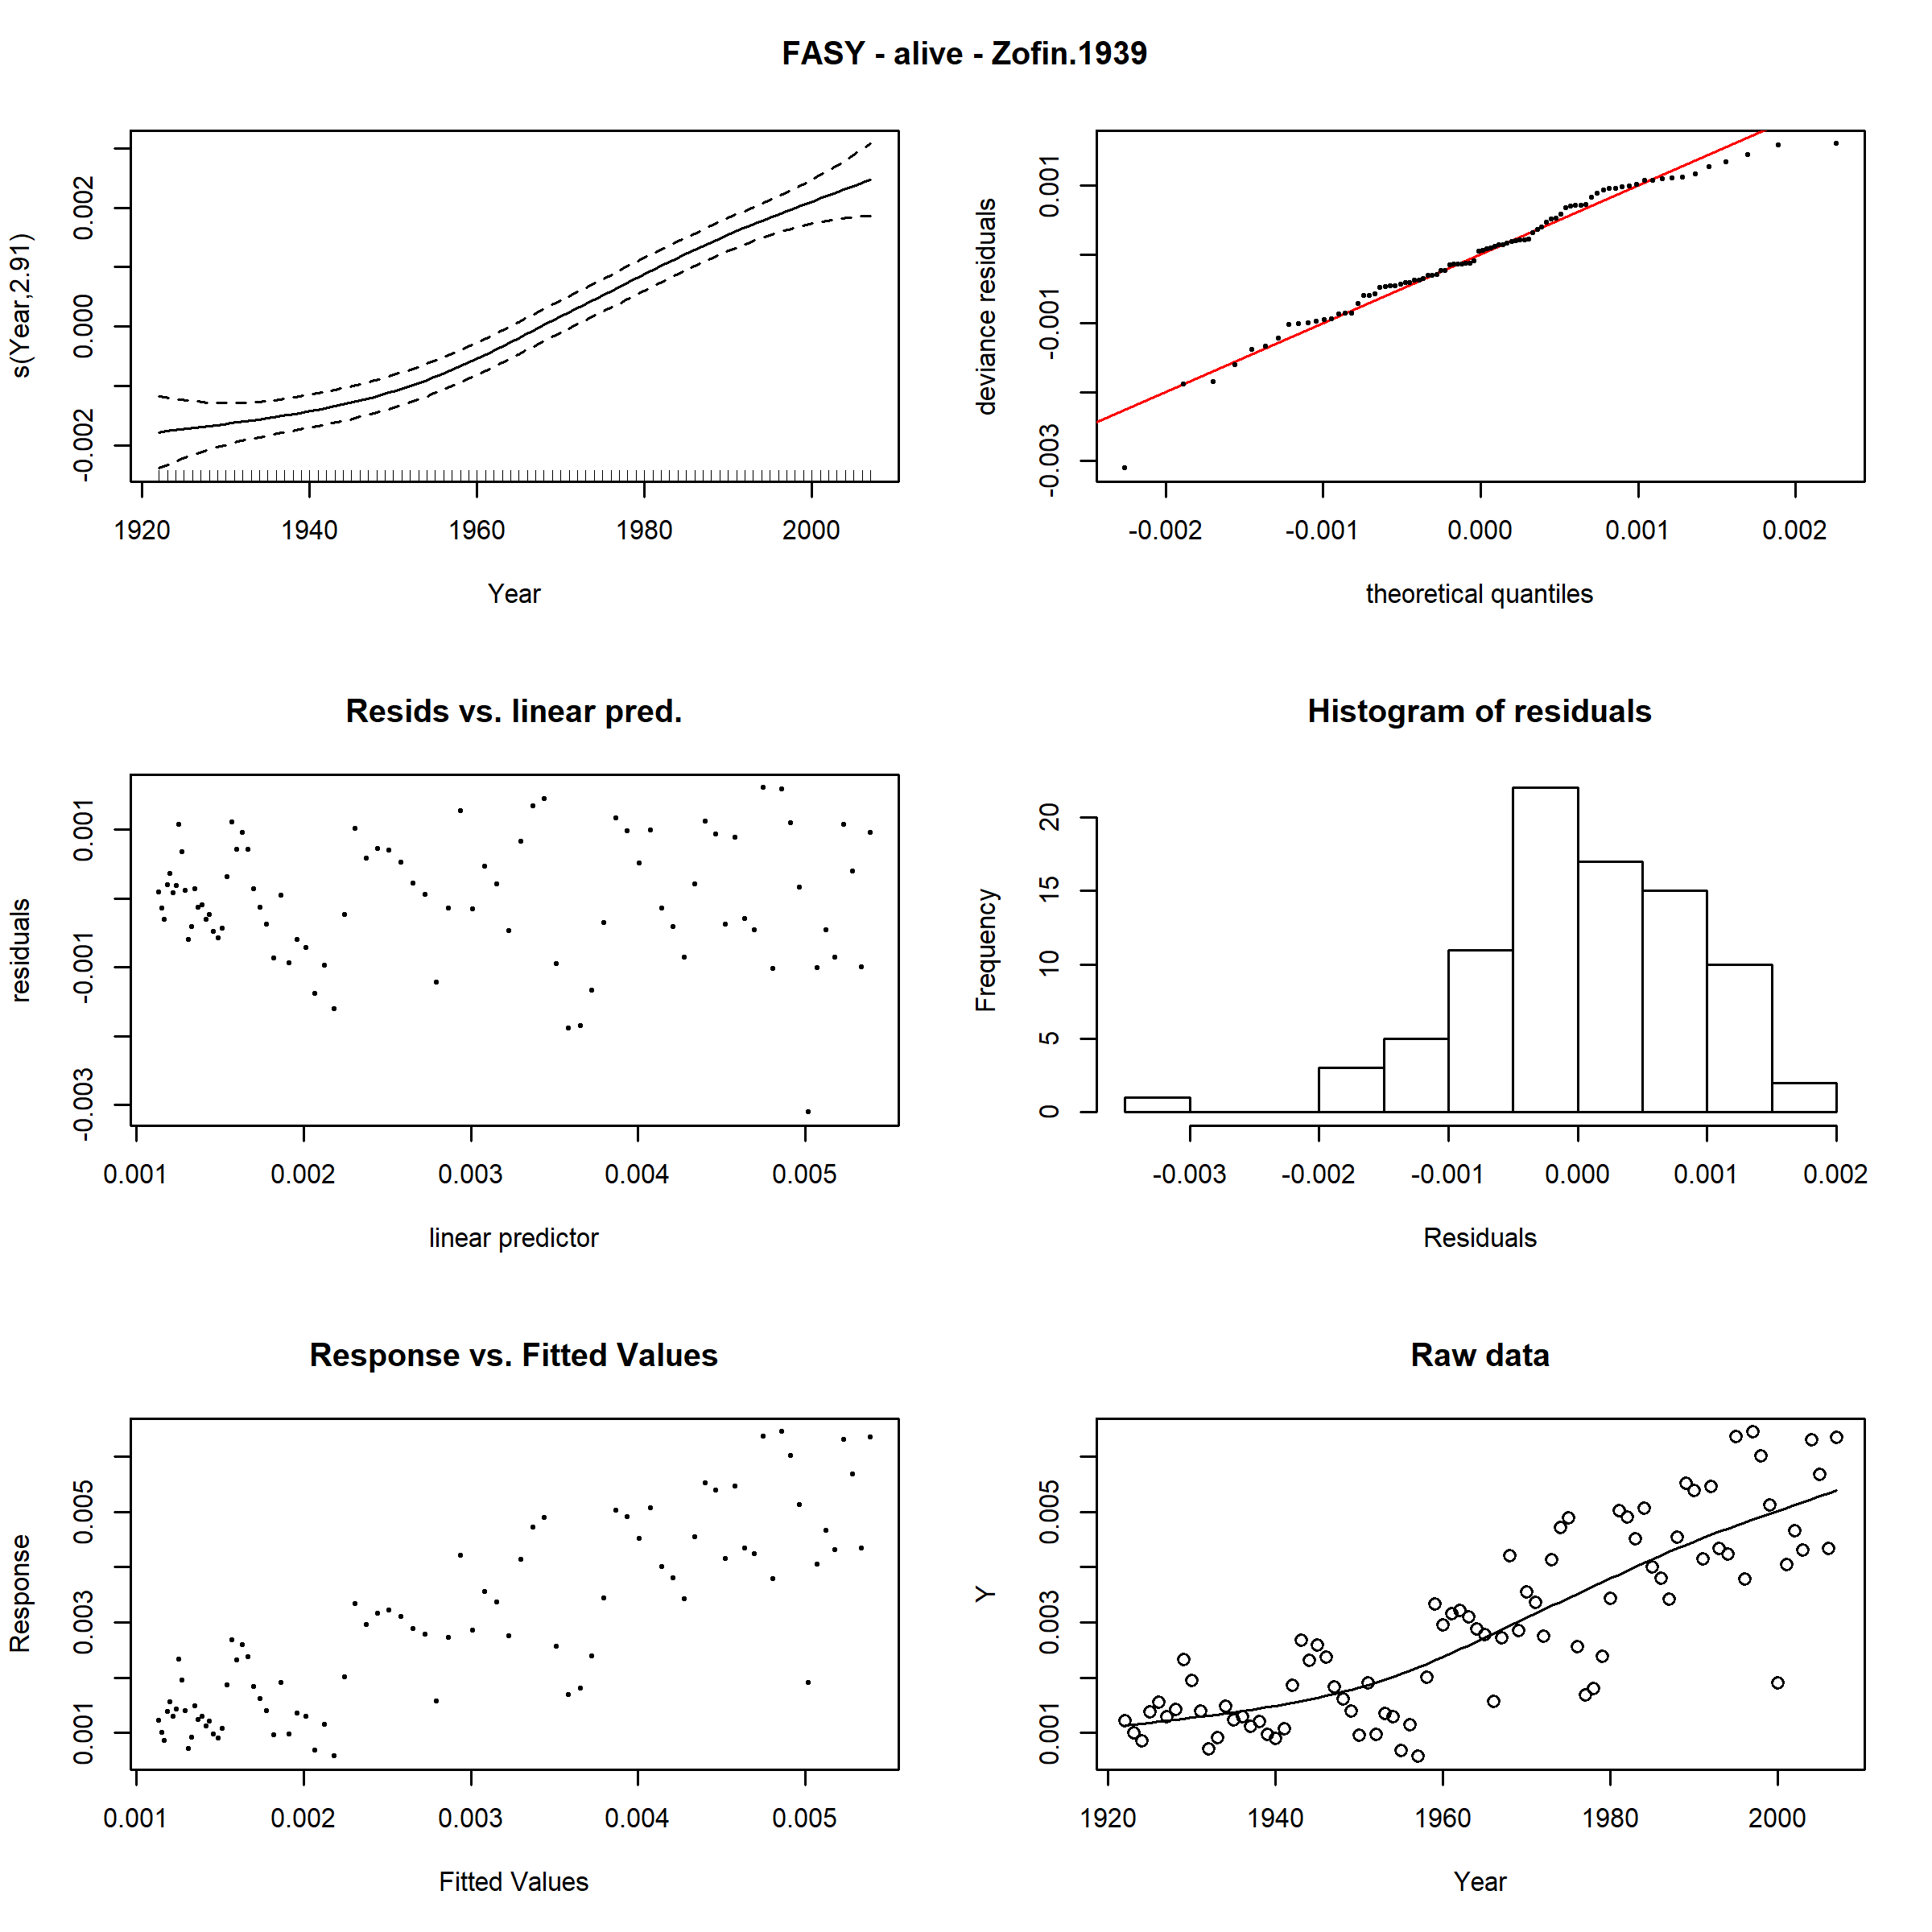 FASY - alive - Zofin.1939
s(Year,2.91)
-0.002 0.000 0.002
1920 1940 1960 1980 2000
Year
deviance residuals
-0.003 -0.001 0.001
-0.002 -0.001 0.000 0.001 0.002
theoretical quantiles
Resids vs. linear pred.
residuals
-0.003 -0.001 0.001
0.001 0.002 0.003 0.004 0.005
linear predictor
Histogram of residuals
Frequency
0 5 10 15 20
-0.003 -0.002 -0.001 0.000 0.001 0.002
Residuals
Response vs. Fitted Values
Response
0.001 0.003 0.005
0.001 0.002 0.003 0.004 0.005
Fitted Values
Raw data
Y
0.001 0.003 0.005
1920 1940 1960 1980 2000
Year